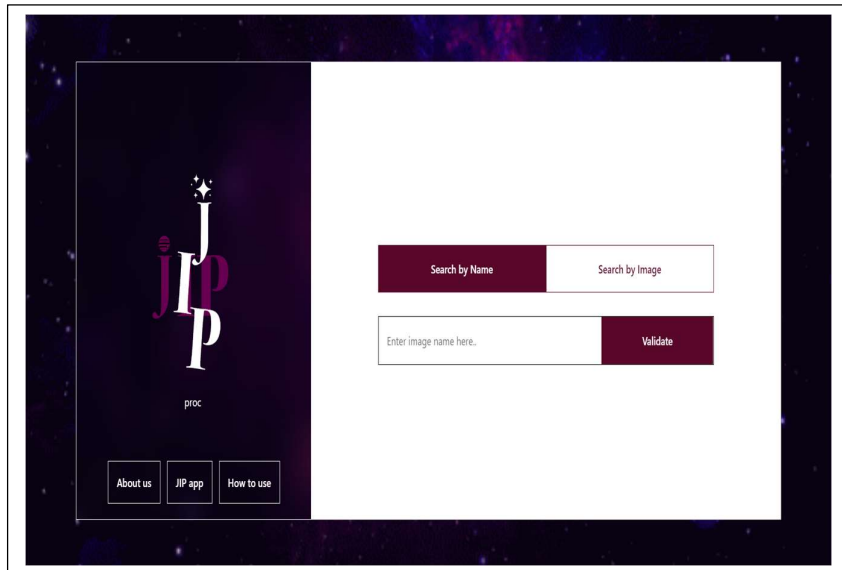 jIP
jIP
proc
About us
JIP app
How to use
Search by Name
Search by Image
Enter image name here..
Validate